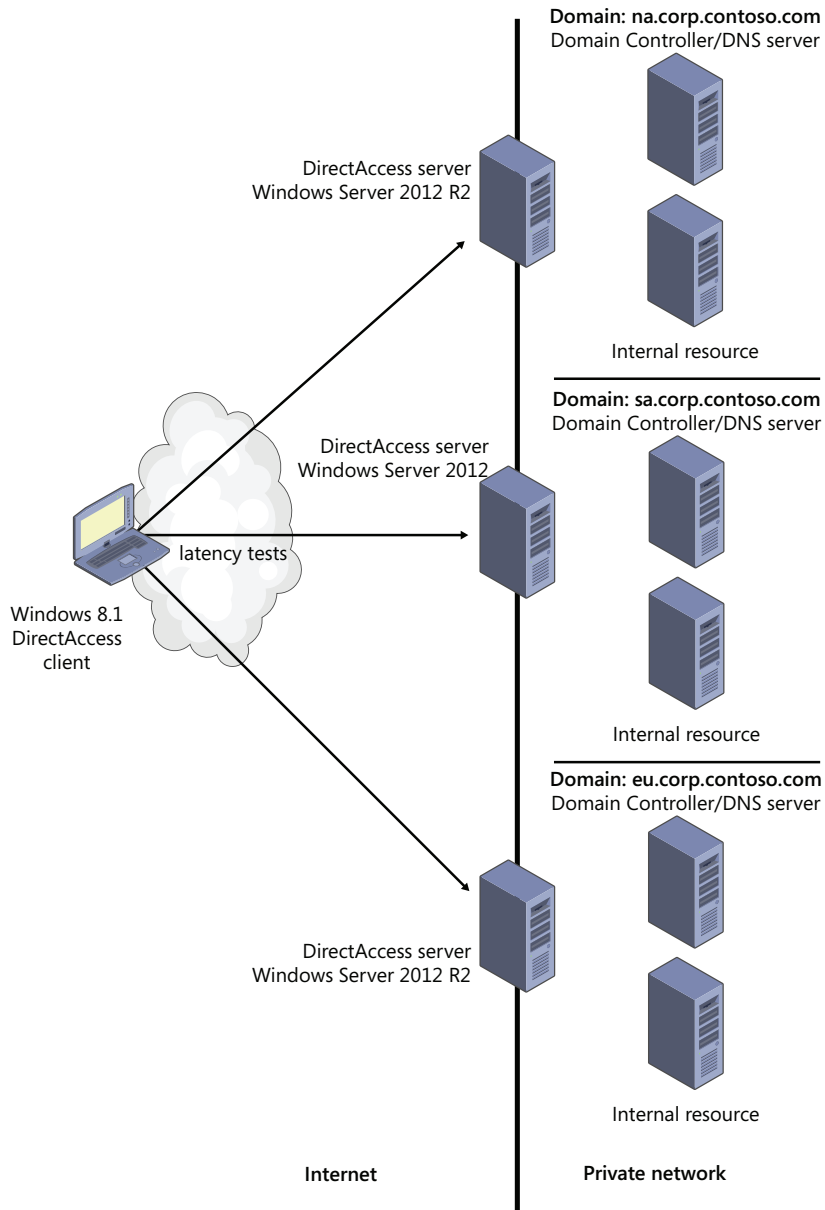 Domain: na.corp.contoso.com
Domain Controller/DNS server
DirectAccess server
Windows Server 2012 R2
Internal resource
Domain: sa.corp.contoso.com
Domain Controller/DNS server
DirectAccess server
Windows Server 2012
latency tests
Windows 8.1
DirectAccess
client
Internal resource
Domain: eu.corp.contoso.com
Domain Controller/DNS server
DirectAccess server
Windows Server 2012 R2
Internal resource
Internet
Private network